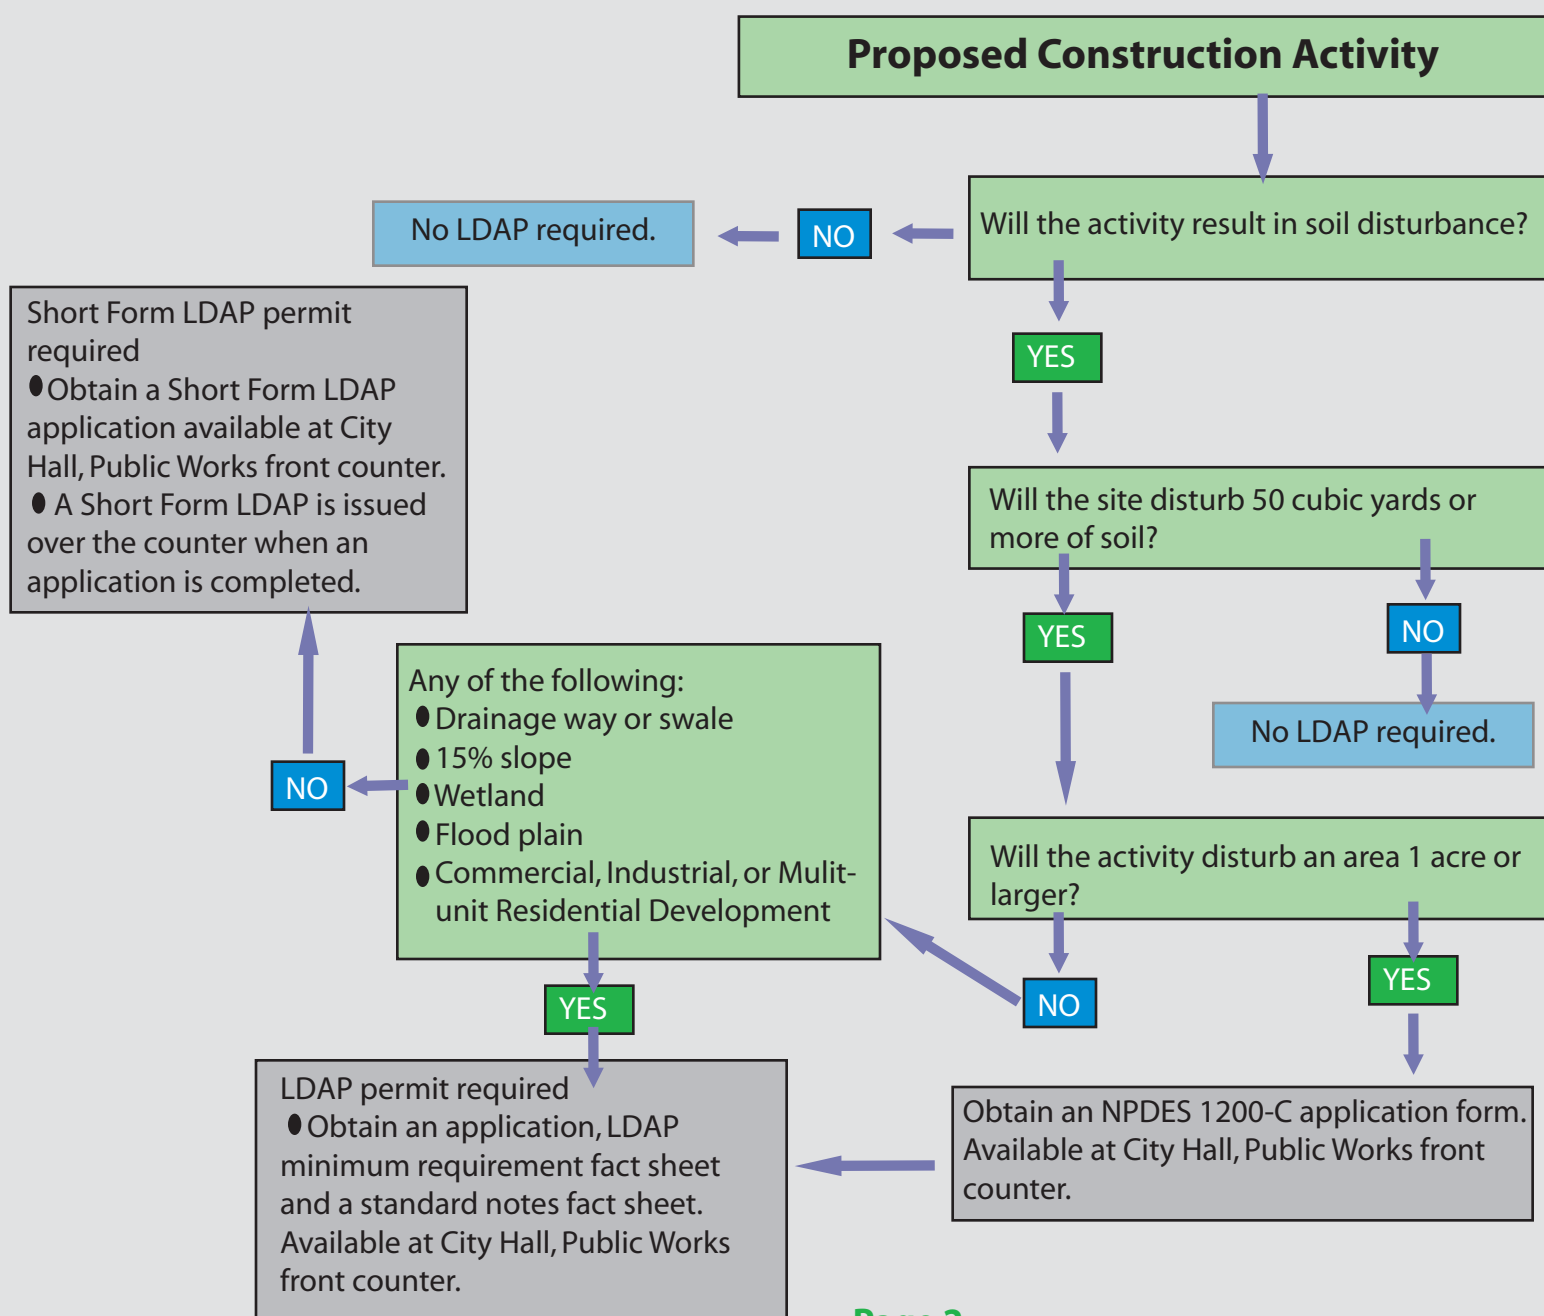 Proposed Construction Activity
Will the activity result in soil disturbance?
NO
No LDAP required.
YES
Will the site disturb 50 cubic yards or
more of soil?
YES
NO
No LDAP required.
Will the activity disturb an area 1 acre or
larger?
NO
YES
Obtain an NPDES 1200-C application form.
Available at City Hall, Public Works front
counter.
Any of the following:
● Drainage way or swale
● 15% slope
● Wetland
● Flood plain
● Commercial, Industrial, or Mulit-
unit Residential Development
NO
Short Form LDAP permit
required
● Obtain a Short Form LDAP
application available at City
Hall, Public Works front counter.
● A Short Form LDAP is issued
over the counter when an
application is completed.
YES
LDAP permit required
● Obtain an application, LDAP
minimum requirement fact sheet
and a standard notes fact sheet.
Available at City Hall, Public Works
front counter.